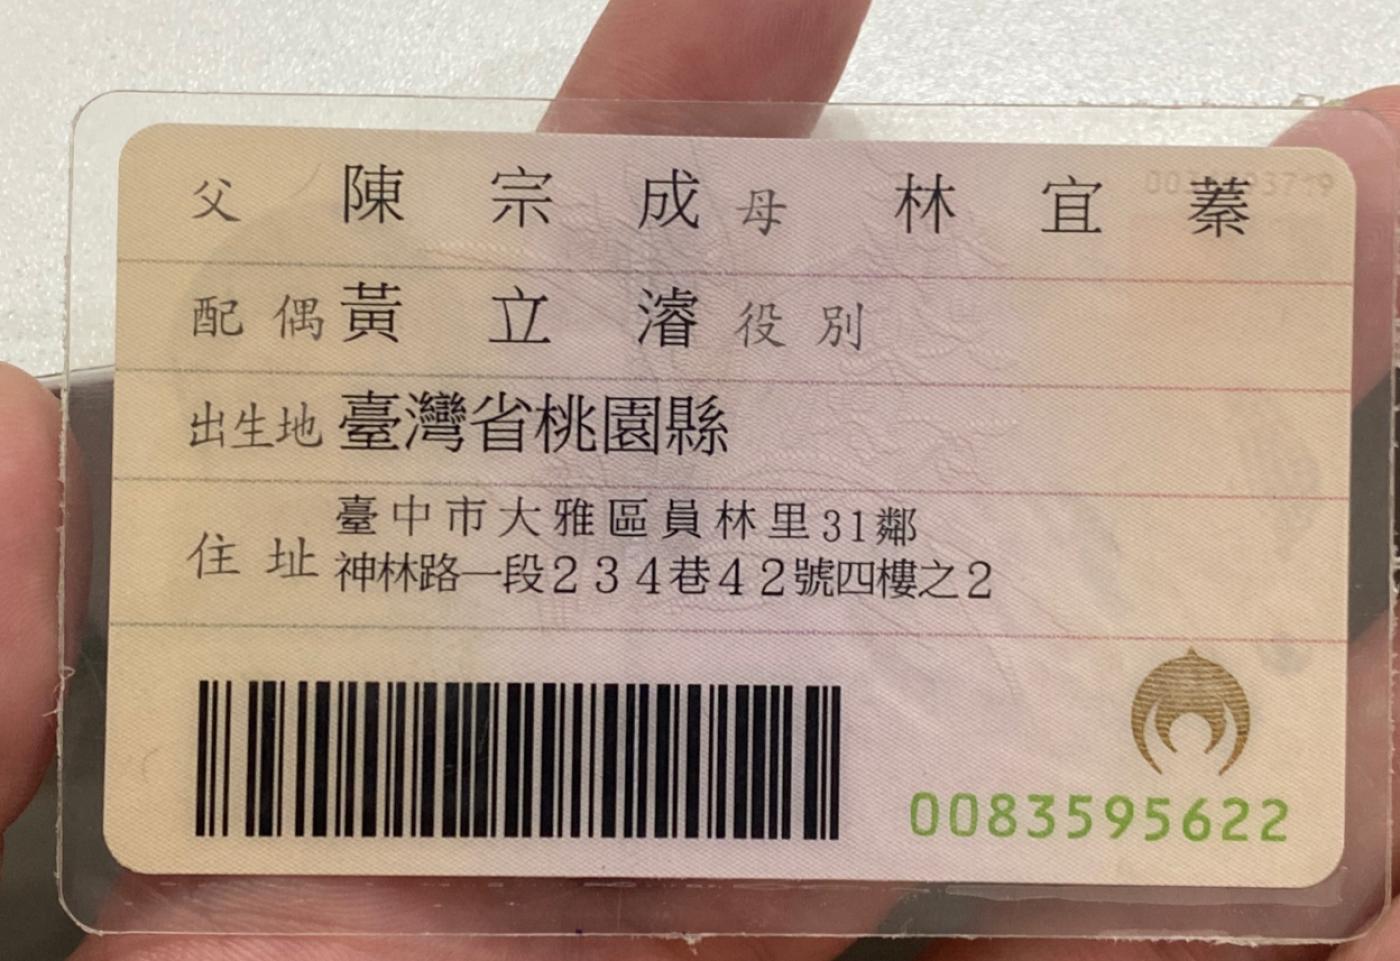 父 陳宗成 母 林宜蓁
配偶 黃立濬 役別
出生地 臺灣省桃園縣
住址 臺中市大雅區員林里31鄰
神林路一段234巷42號四樓之2
0083595622